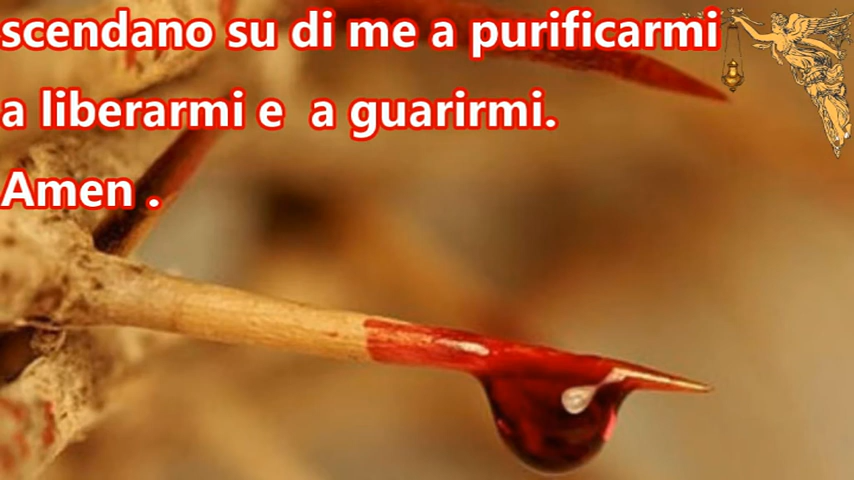 scendano su di me a purificarmi
a liberarmi e  a guarirmi.
Amen .